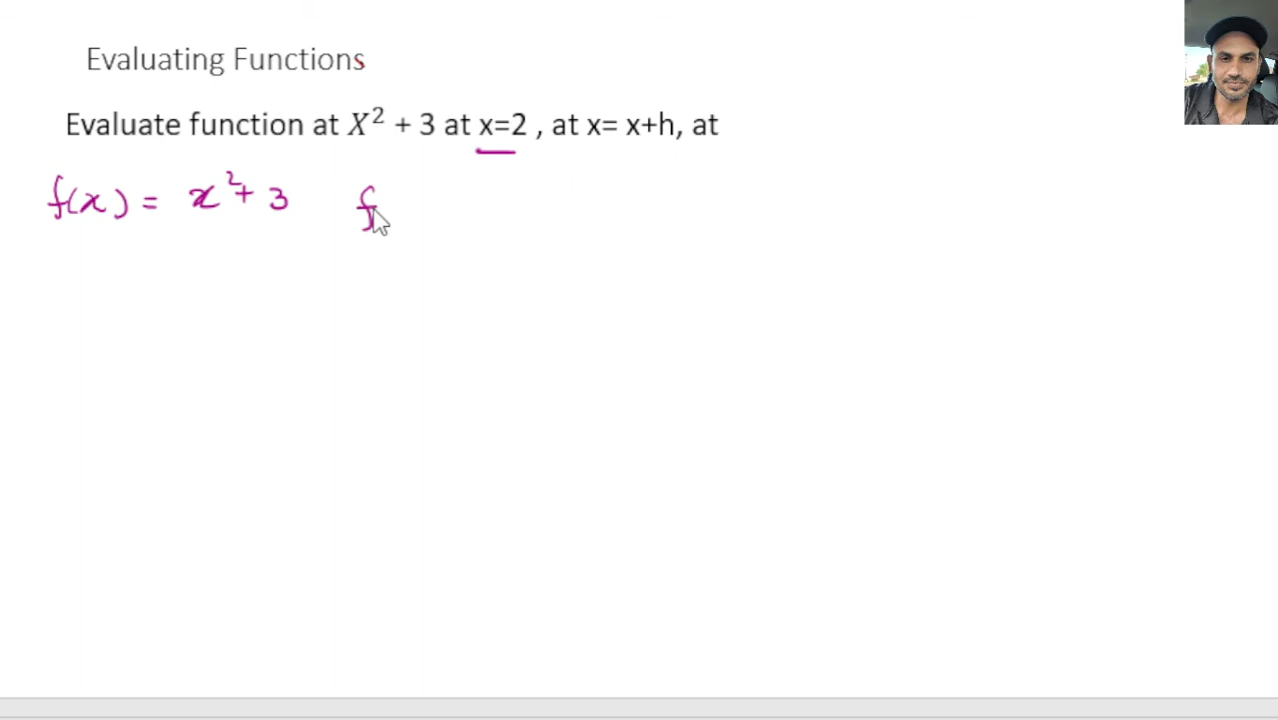 Evaluating Functions
Evaluate function at X² + 3 at x=2 , at x= x+h, at
f(x) = x² + 3 f